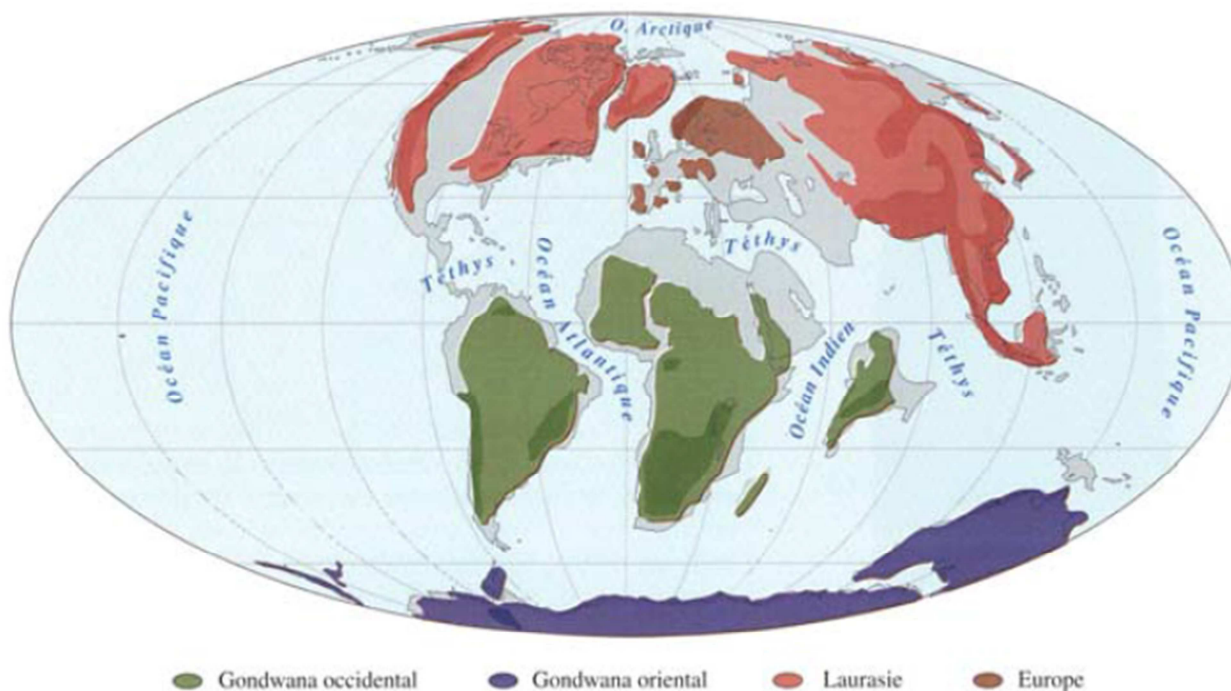 O. Arctique
Océan Pacifique
Téthys
Océan Atlantique
Téthys
Océan Indien
Téthys
Océan Pacifique
Gondwana occidental
Gondwana oriental
Laurasie
Europe